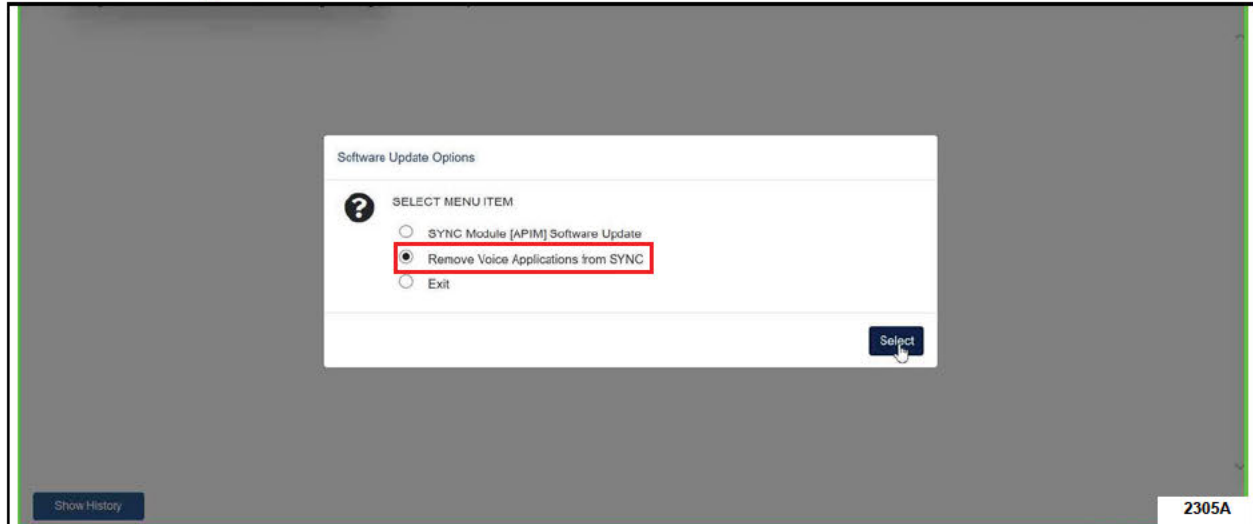 Software Update Options
SELECT MENU ITEM
SYNC Module [APIM] Software Update
Remove Voice Applications from SYNC
Exit
Select
Show History
2305A